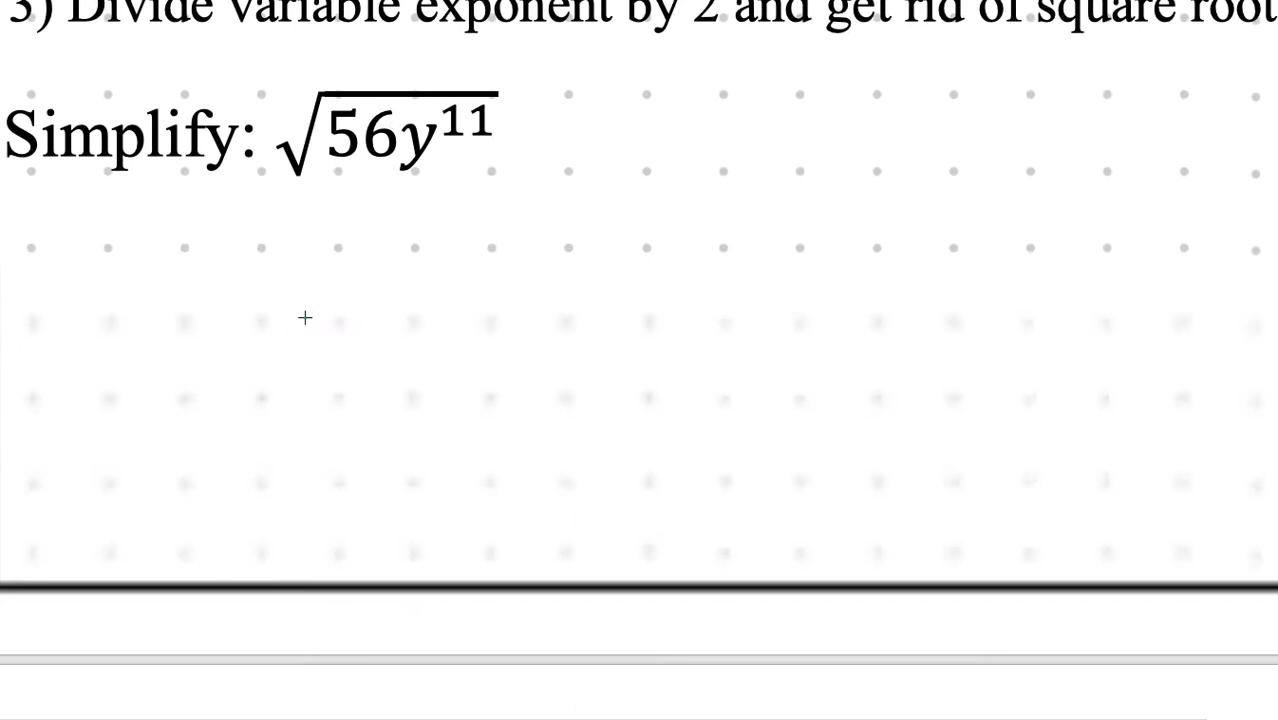 3) Divide variable exponent by 2 and get rid of square root
Simplify: √56y¹¹